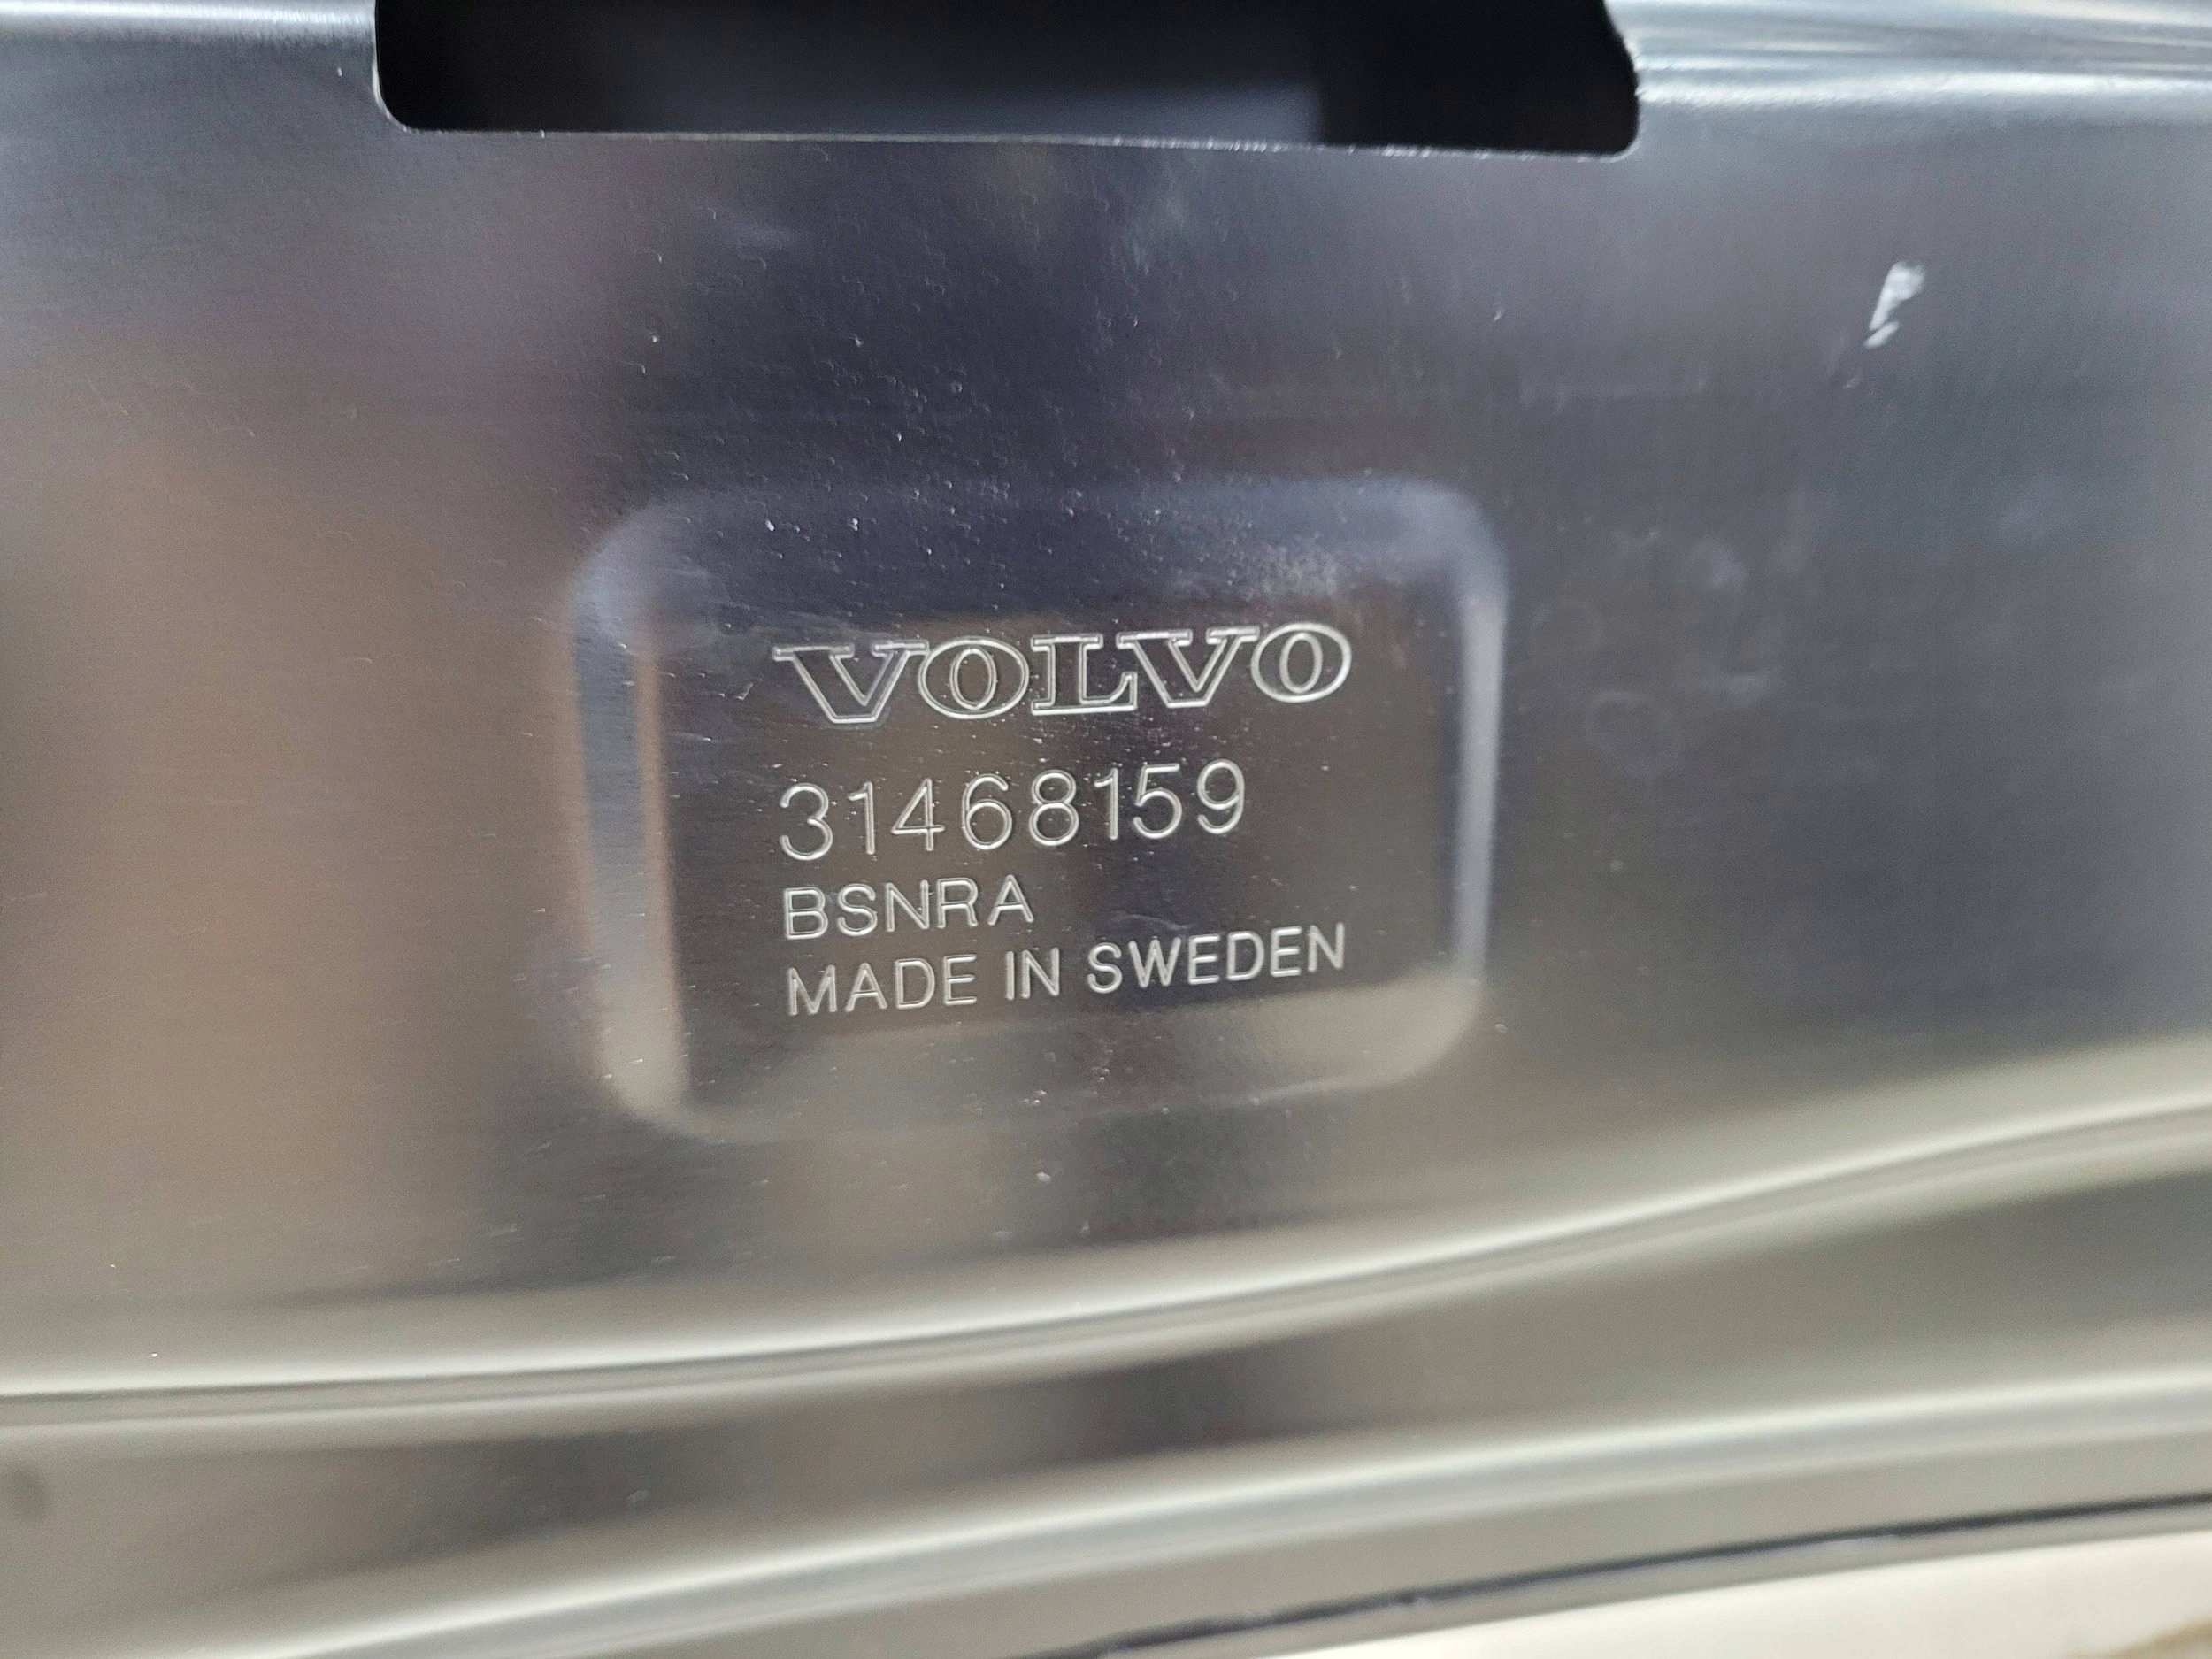 VOLVO
31468159
BSNRA
MADE IN SWEDEN